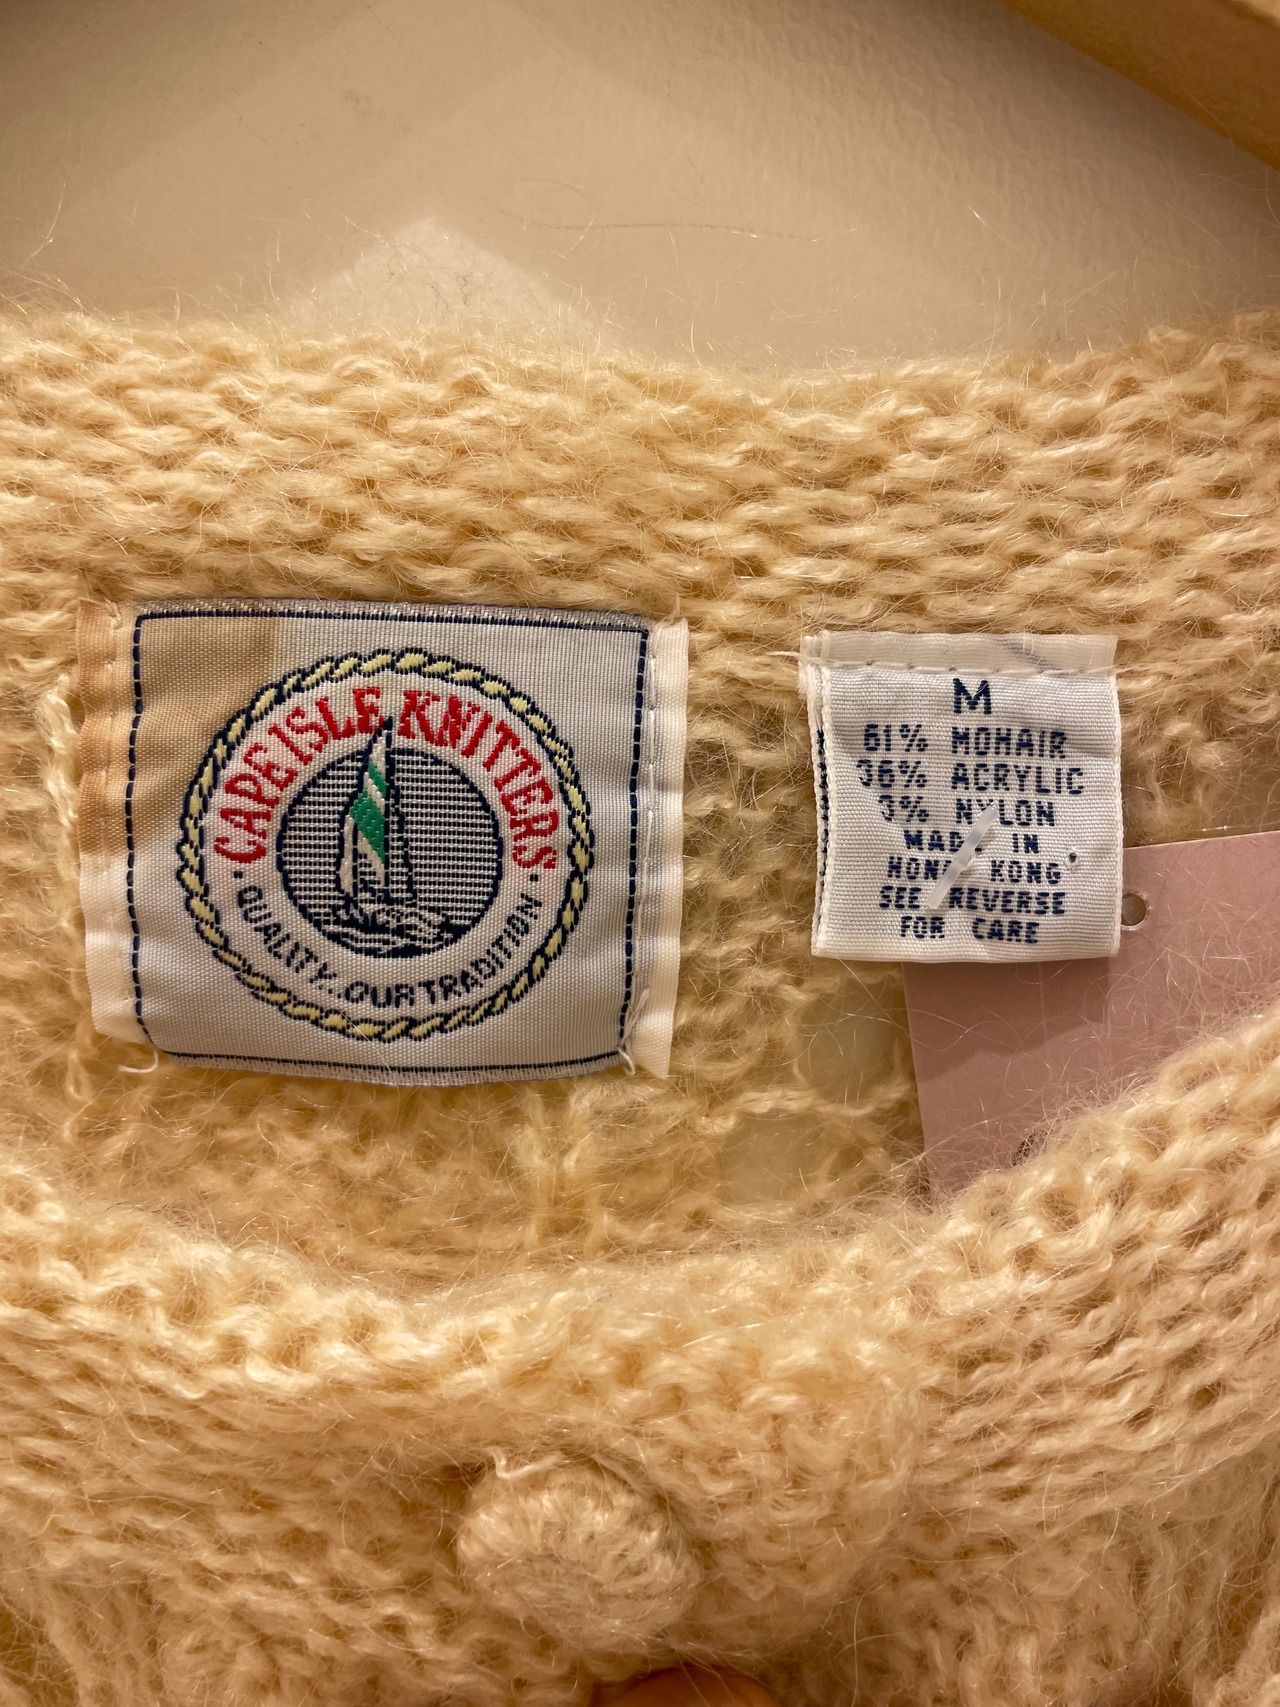 CAPE ISLE KNITTERS
· QUALITY...OUR TRADITION ·
M
61% MOHAIR
36% ACRYLIC
3% NYLON
MADE IN
HONG KONG
SEE REVERSE
FOR CARE